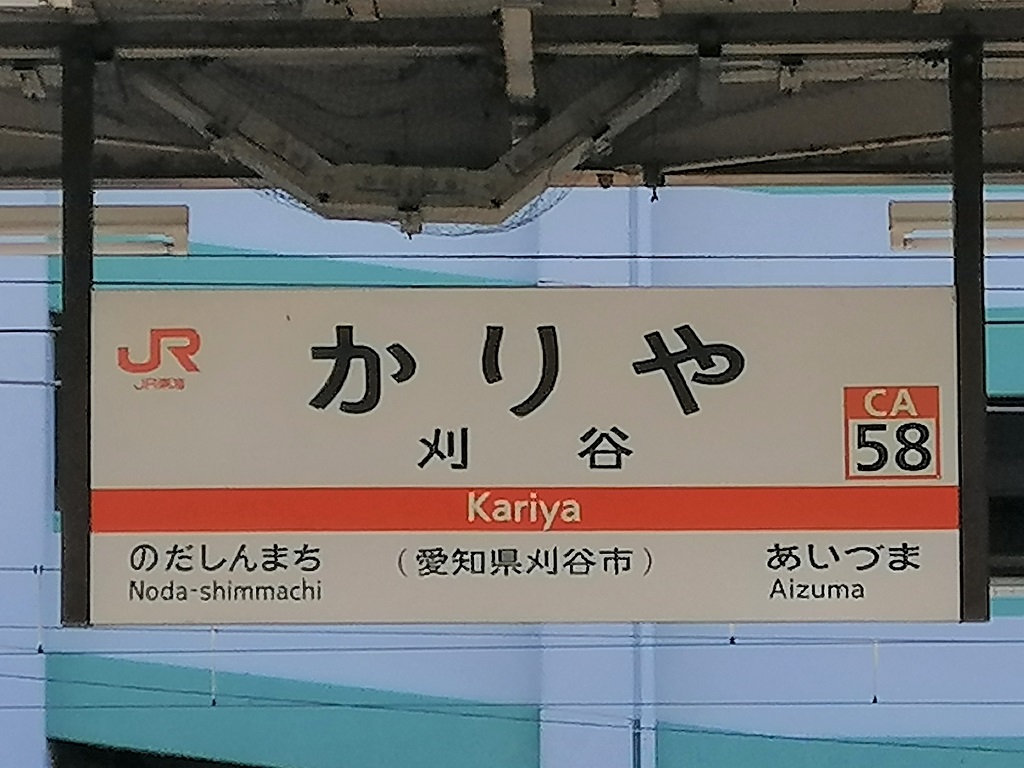 JR
JR東海
かりや
刈谷
CA
58
Kariya
のだしんまち
Noda-shimmachi
（愛知県刈谷市）
あいづま
Aizuma